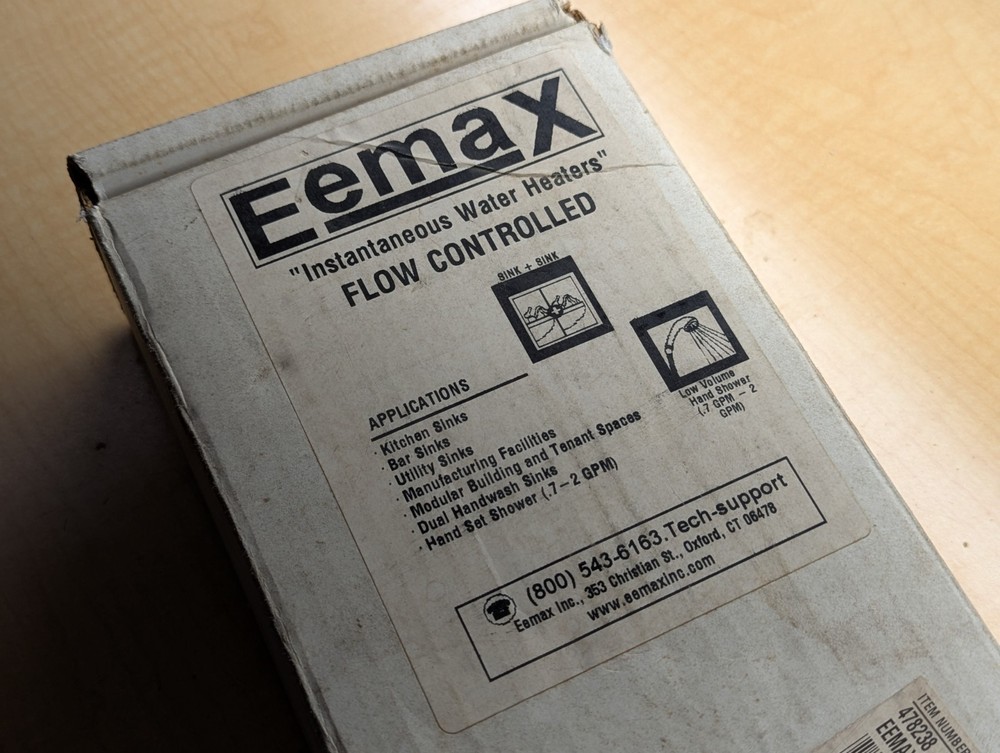 Eemax
"Instantaneous Water Heaters"
FLOW CONTROLLED
SINK + SINK
Low Volume
Hand Shower
(.7 GPM – 2
GPM)
APPLICATIONS
· Kitchen Sinks
· Bar Sinks
· Utility Sinks
· Manufacturing Facilities
· Modular Building and Tenant Spaces
· Dual Handwash Sinks
· Hand Set Shower (.7–2 GPM)
(800) 543-6163.Tech-support
Eemax Inc., 353 Christian St., Oxford, CT 06478
www.eemaxinc.com
ITEM NUMBER
478238
EEM